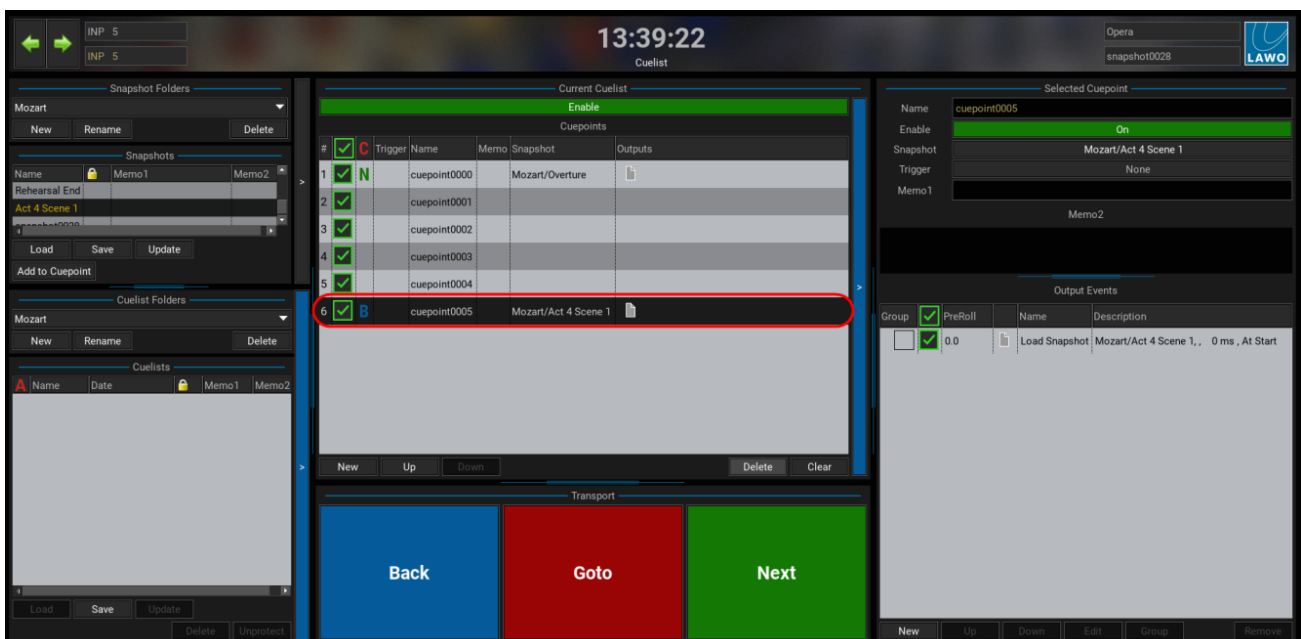 INP 5
INP 5
13:39:22
Cuelist
Opera
snapshot0028
LAWO
Snapshot Folders
Mozart
New Rename Delete
Snapshots
Name Memo1 Memo2
Rehearsal End
Act 4 Scene 1
Load Save Update
Add to Cuepoint
Cuelist Folders
Mozart
New Rename Delete
Cuelists
A Name Date Memo1 Memo2
Load Save Update
Delete Unprotect
Current Cuelist
Enable
Cuepoints
# C Trigger Name Memo Snapshot Outputs
1 N cuepoint0000 Mozart/Overture
2 cuepoint0001
3 cuepoint0002
4 cuepoint0003
5 cuepoint0004
6 B cuepoint0005 Mozart/Act 4 Scene 1
New Up Down Delete Clear
Transport
Back Goto Next
Selected Cuepoint
Name cuepoint0005
Enable On
Snapshot Mozart/Act 4 Scene 1
Trigger None
Memo1
Memo2
Output Events
Group PreRoll Name Description
0.0 Load Snapshot Mozart/Act 4 Scene 1, , 0 ms , At Start
New Up Down Edit Group Remove